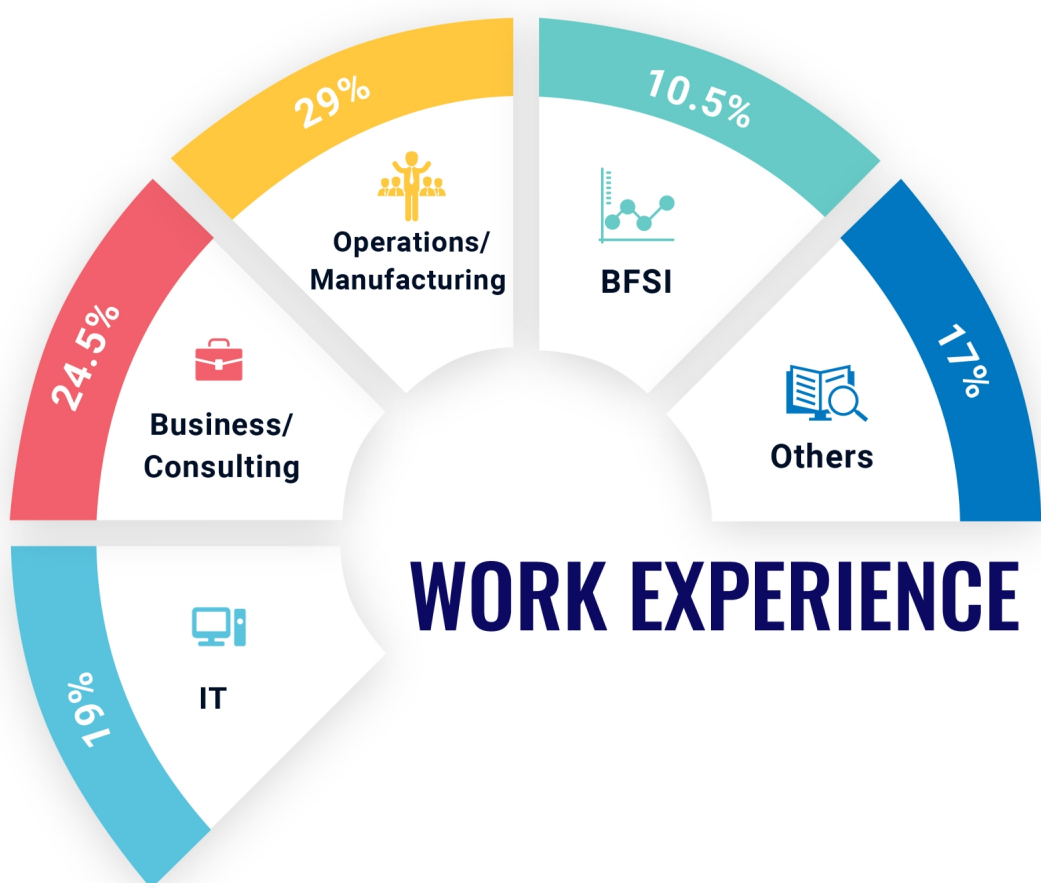 29%
10.5%
Operations/
Manufacturing
BFSI
24.5%
17%
Business/
Consulting
Others
WORK EXPERIENCE
19%
IT